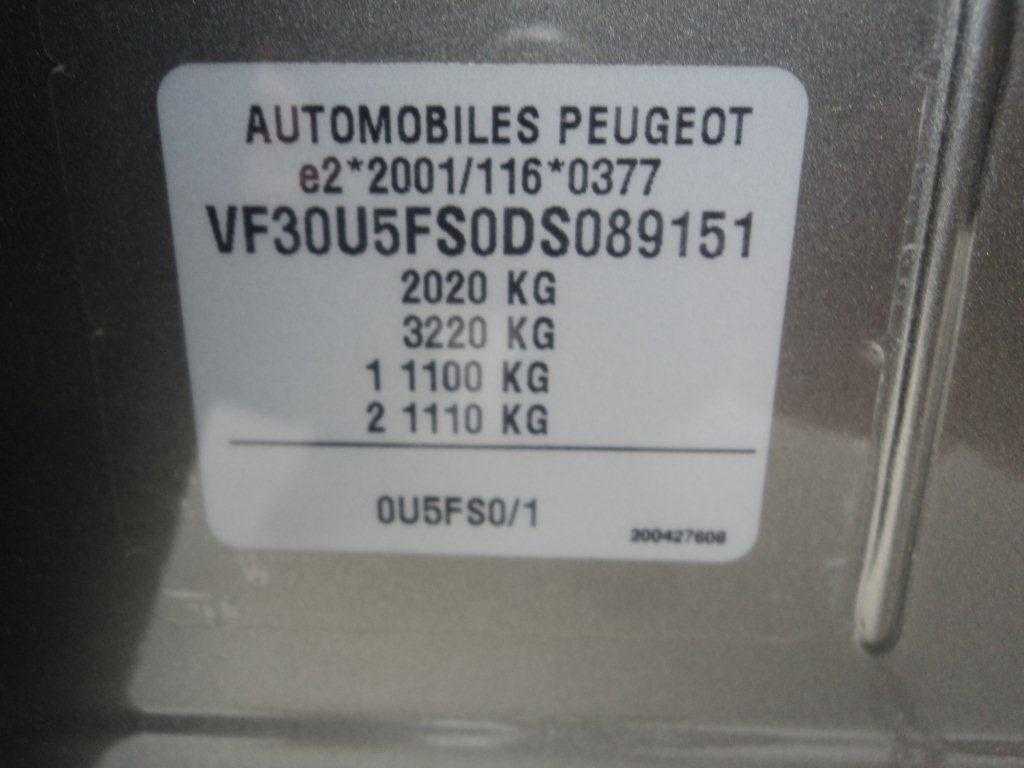 AUTOMOBILES PEUGEOT
e2*2001/116*0377
VF30U5FS0DS089151
2020 KG
3220 KG
1 1100 KG
2 1110 KG
0U5FS0/1
200427608